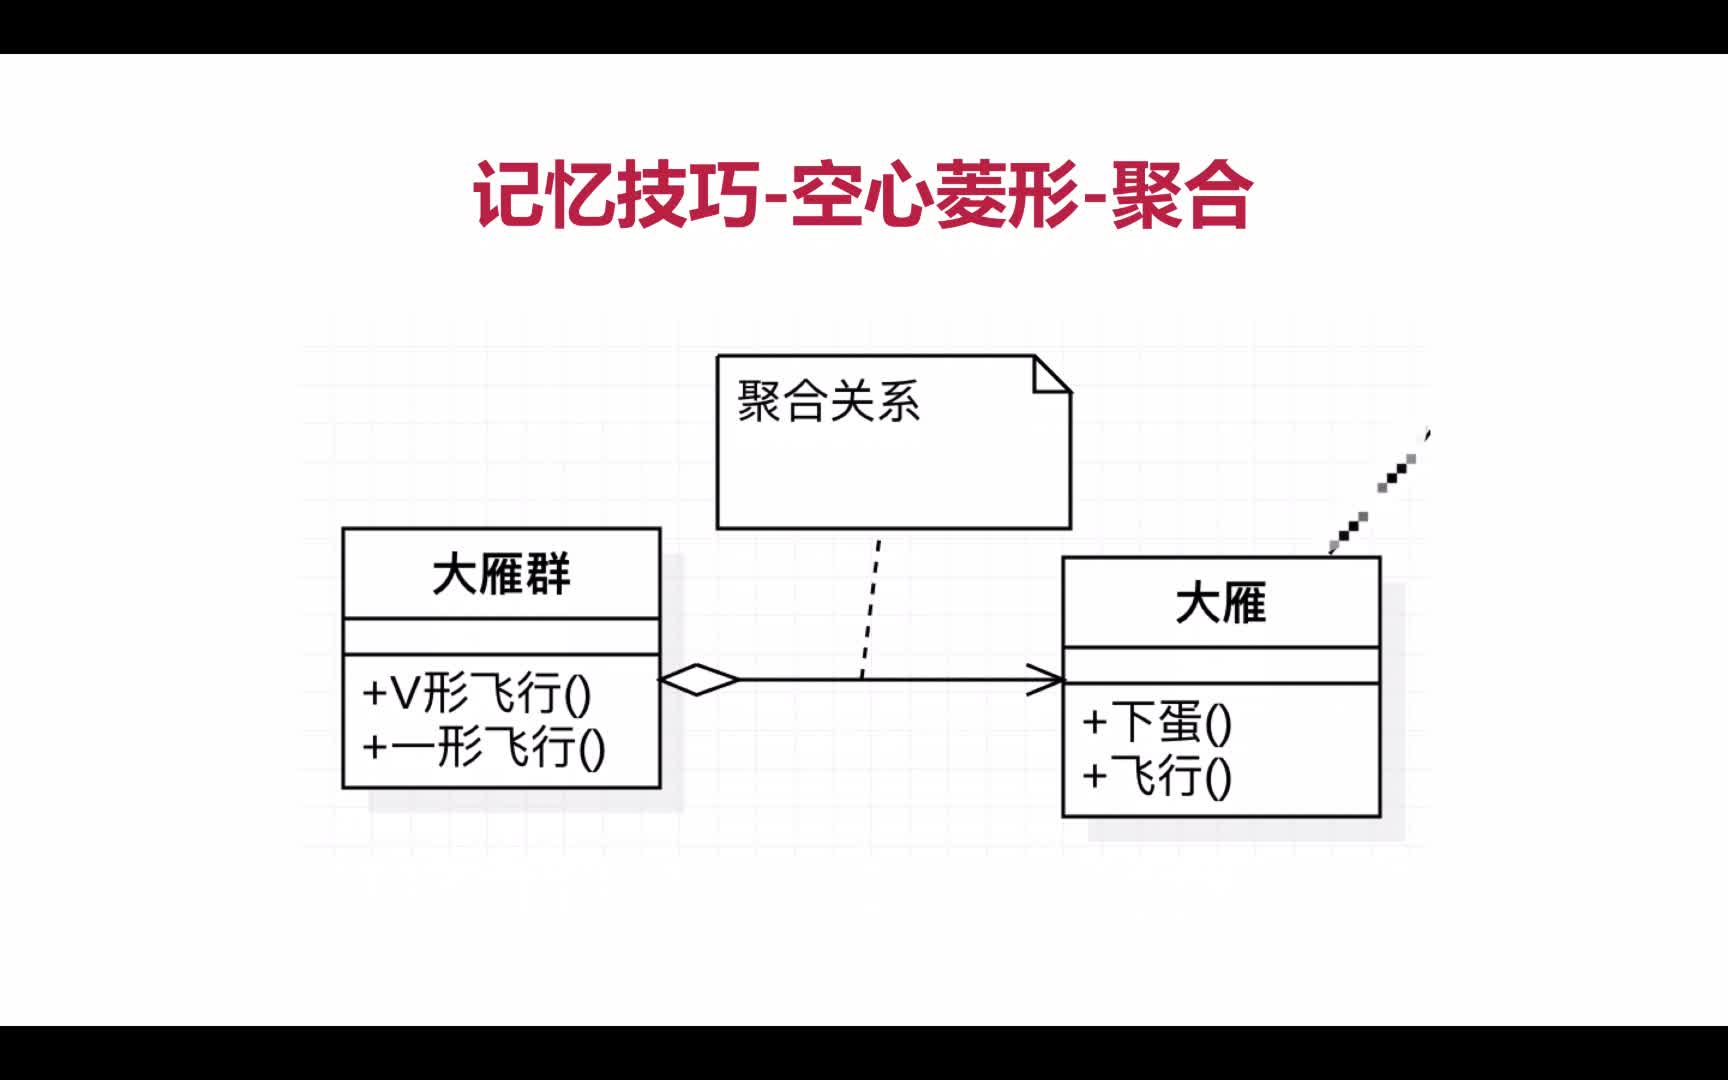 记忆技巧-空心菱形-聚合
聚合关系
大雁群
+V形飞行()
+一形飞行()
大雁
+下蛋()
+飞行()